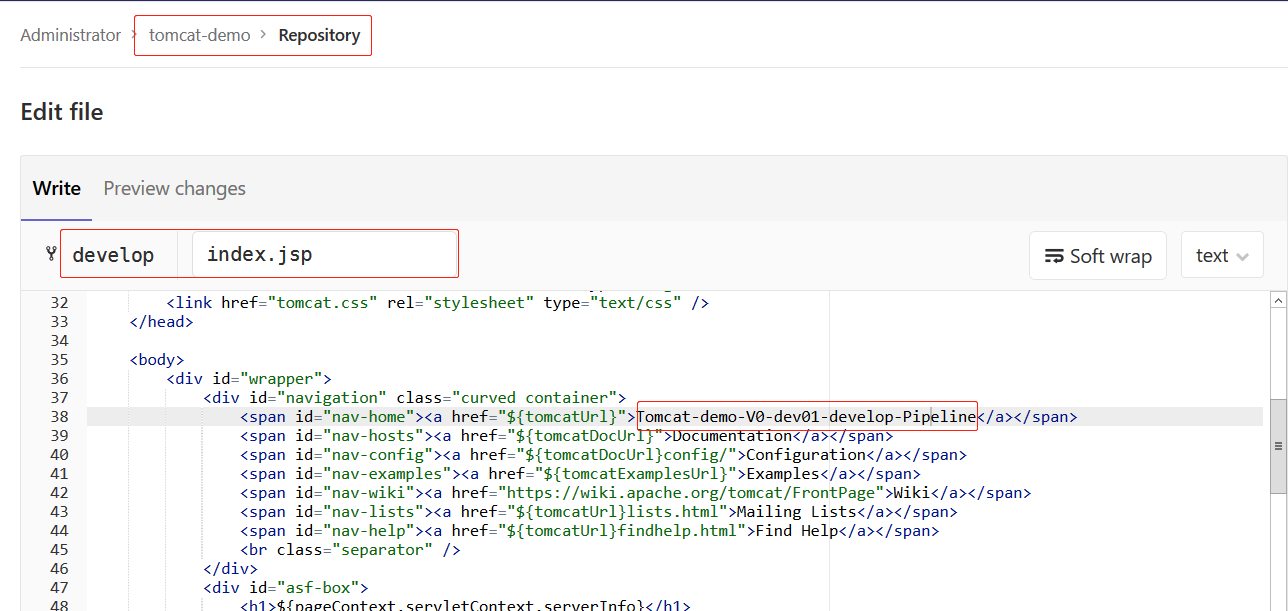 Administrator › tomcat-demo › Repository
Edit file
Write Preview changes
develop index.jsp Soft wrap text
32 <link href="tomcat.css" rel="stylesheet" type="text/css" />
33 </head>
34
35 <body>
36 <div id="wrapper">
37 <div id="navigation" class="curved container">
38 <span id="nav-home"><a href="${tomcatUrl}">Tomcat-demo-V0-dev01-develop-Pipeline</a></span>
39 <span id="nav-hosts"><a href="${tomcatDocUrl}">Documentation</a></span>
40 <span id="nav-config"><a href="${tomcatDocUrl}config/">Configuration</a></span>
41 <span id="nav-examples"><a href="${tomcatExamplesUrl}">Examples</a></span>
42 <span id="nav-wiki"><a href="https://wiki.apache.org/tomcat/FrontPage">Wiki</a></span>
43 <span id="nav-lists"><a href="${tomcatUrl}lists.html">Mailing Lists</a></span>
44 <span id="nav-help"><a href="${tomcatUrl}findhelp.html">Find Help</a></span>
45 <br class="separator" />
46 </div>
47 <div id="asf-box">
48 <h1>${pageContext.servletContext.serverInfo}</h1>